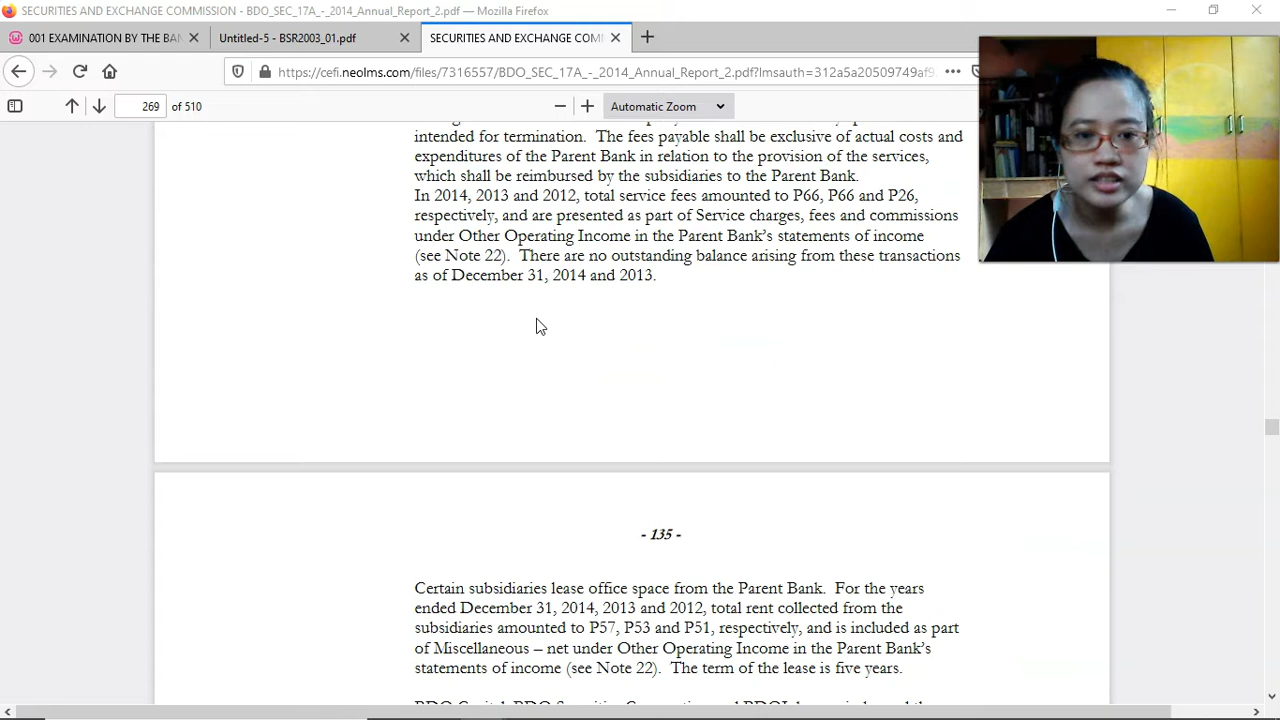 SECURITIES AND EXCHANGE COMMISSION - BDO_SEC_17A_-_2014_Annual_Report_2.pdf — Mozilla Firefox
001 EXAMINATION BY THE BA
Untitled-5 - BSR2003_01.pdf
SECURITIES AND EXCHANGE COM
https://cefi.neolms.com/files/7316557/BDO_SEC_17A_-_2014_Annual_Report_2.pdf?lmsauth=312a5a20509749af9
269 of 510
Automatic Zoom
intended for termination. The fees payable shall be exclusive of actual costs and
expenditures of the Parent Bank in relation to the provision of the services,
which shall be reimbursed by the subsidiaries to the Parent Bank.
In 2014, 2013 and 2012, total service fees amounted to P66, P66 and P26,
respectively, and are presented as part of Service charges, fees and commissions
under Other Operating Income in the Parent Bank's statements of income
(see Note 22). There are no outstanding balance arising from these transactions
as of December 31, 2014 and 2013.
- 135 -
Certain subsidiaries lease office space from the Parent Bank. For the years
ended December 31, 2014, 2013 and 2012, total rent collected from the
subsidiaries amounted to P57, P53 and P51, respectively, and is included as part
of Miscellaneous – net under Other Operating Income in the Parent Bank's
statements of income (see Note 22). The term of the lease is five years.